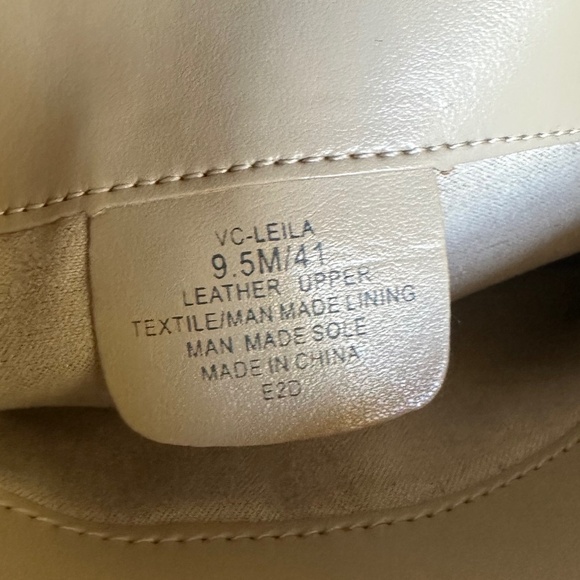 VC-LEILA
9.5M/41
LEATHER UPPER
TEXTILE/MAN MADE LINING
MAN MADE SOLE
MADE IN CHINA
E2D